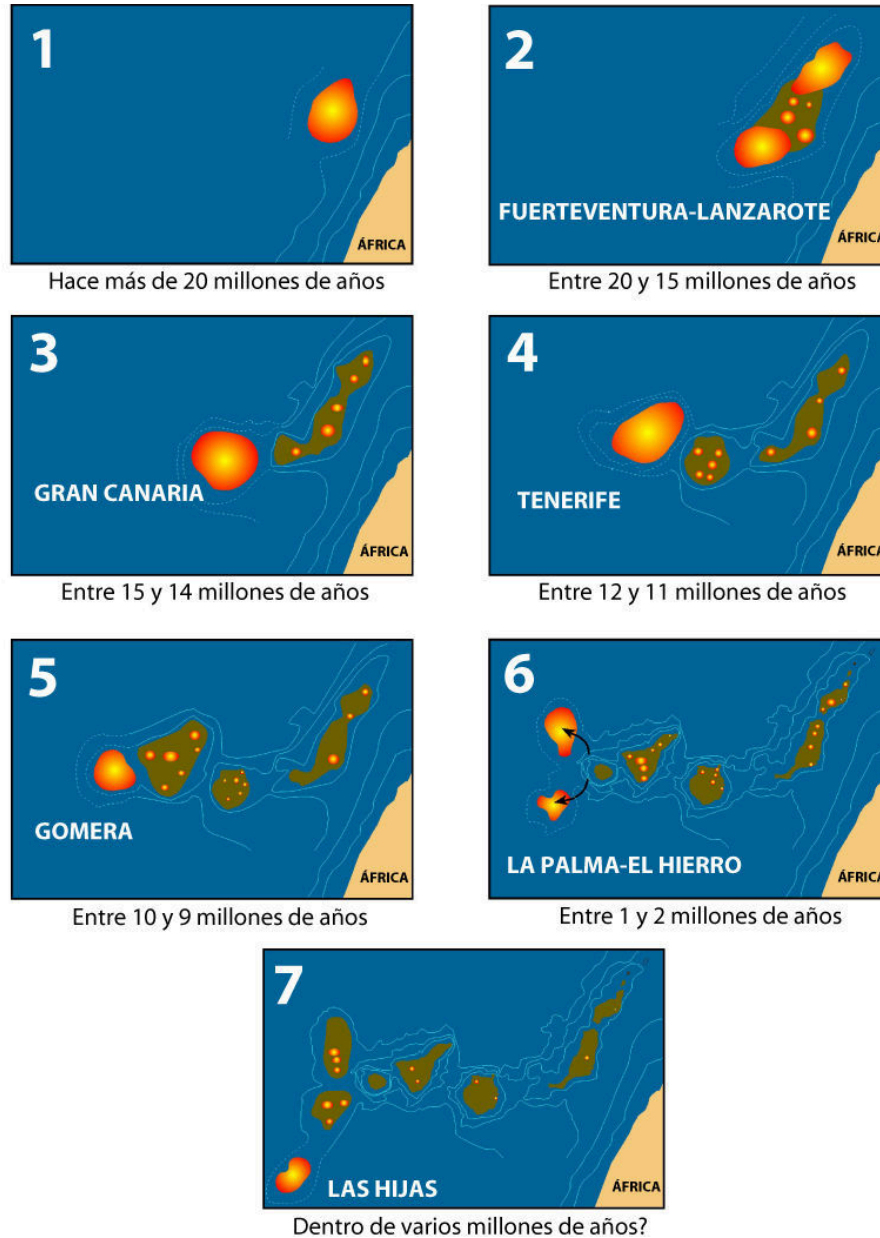 1
ÁFRICA
Hace más de 20 millones de años
2
FUERTEVENTURA-LANZAROTE
ÁFRICA
Entre 20 y 15 millones de años
3
GRAN CANARIA
ÁFRICA
Entre 15 y 14 millones de años
4
TENERIFE
ÁFRICA
Entre 12 y 11 millones de años
5
GOMERA
ÁFRICA
Entre 10 y 9 millones de años
6
LA PALMA-EL HIERRO
ÁFRICA
Entre 1 y 2 millones de años
7
LAS HIJAS
ÁFRICA
Dentro de varios millones de años?